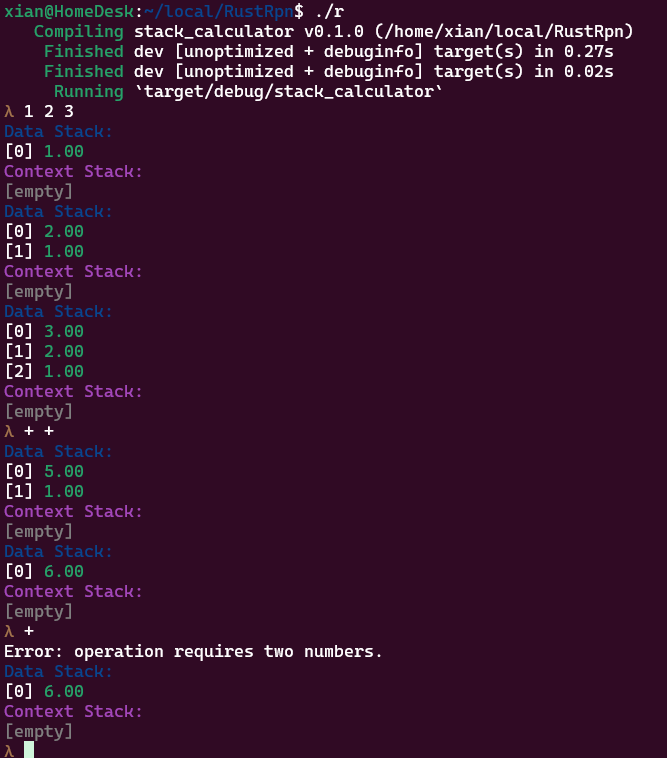 xian@HomeDesk:~/local/RustRpn$ ./r
   Compiling stack_calculator v0.1.0 (/home/xian/local/RustRpn)
    Finished dev [unoptimized + debuginfo] target(s) in 0.27s
    Finished dev [unoptimized + debuginfo] target(s) in 0.02s
     Running `target/debug/stack_calculator`
λ 1 2 3
Data Stack:
[0] 1.00
Context Stack:
[empty]
Data Stack:
[0] 2.00
[1] 1.00
Context Stack:
[empty]
Data Stack:
[0] 3.00
[1] 2.00
[2] 1.00
Context Stack:
[empty]
λ + +
Data Stack:
[0] 5.00
[1] 1.00
Context Stack:
[empty]
Data Stack:
[0] 6.00
Context Stack:
[empty]
λ +
Error: operation requires two numbers.
Data Stack:
[0] 6.00
Context Stack:
[empty]
λ